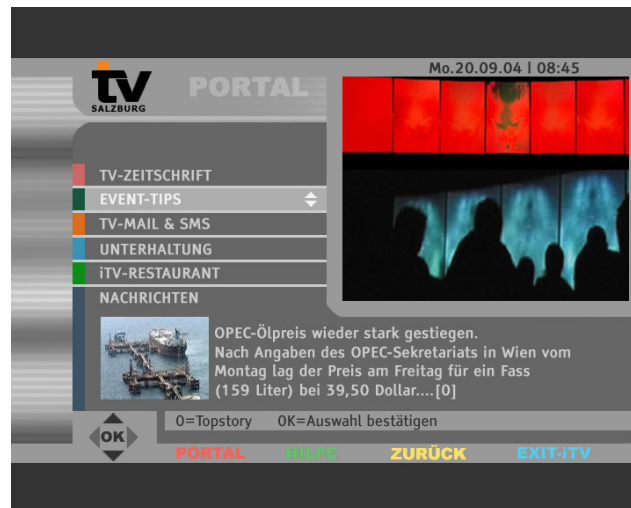 Mo.20.09.04 | 08:45
TV
SALZBURG
PORTAL
TV-ZEITSCHRIFT
EVENT-TIPS
TV-MAIL & SMS
UNTERHALTUNG
iTV-RESTAURANT
NACHRICHTEN
OPEC-Ölpreis wieder stark gestiegen.
Nach Angaben des OPEC-Sekretariats in Wien vom
Montag lag der Preis am Freitag für ein Fass
(159 Liter) bei 39,50 Dollar....[0]
0=Topstory OK=Auswahl bestätigen
OK
PORTAL HILFE ZURÜCK EXIT-iTV